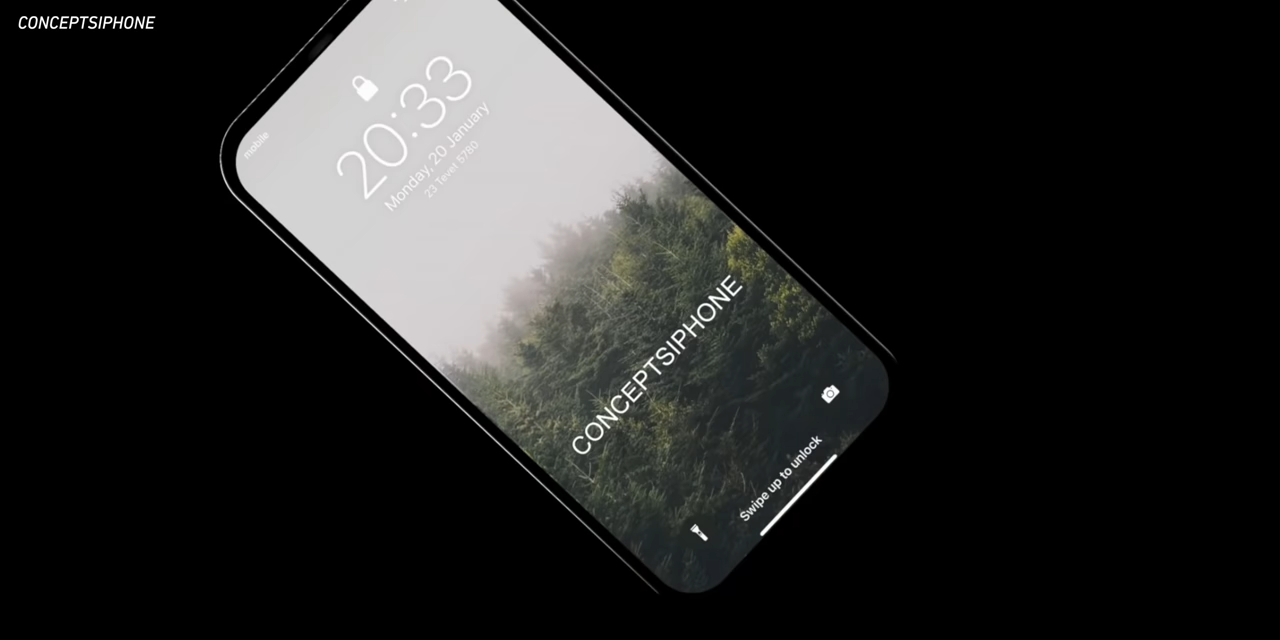 CONCEPTSIPHONE
mobile
20:33
Monday, 20 January
23 Tevet 5780
CONCEPTSIPHONE
Swipe up to unlock